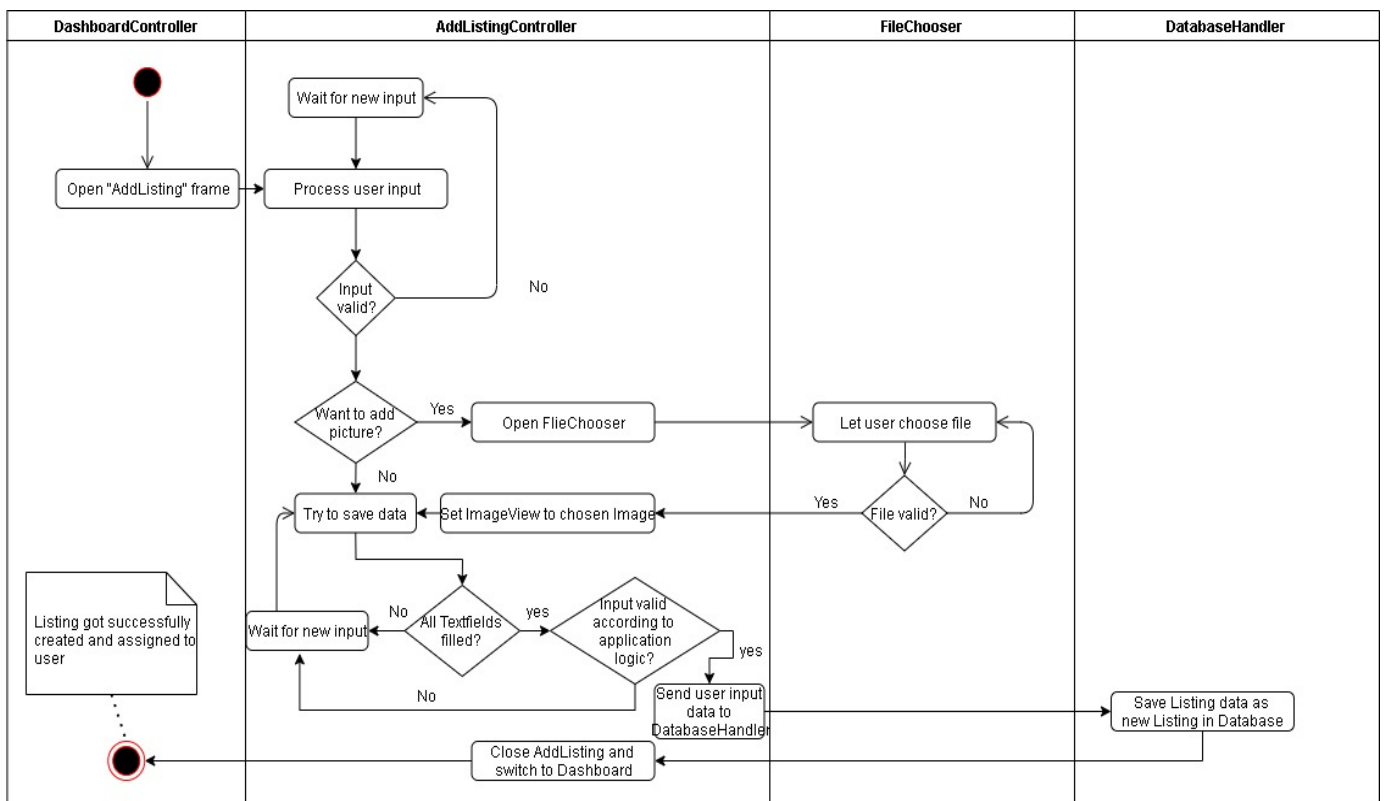 DashboardController
AddListingController
FileChooser
DatabaseHandler
Wait for new input
Open "AddListing" frame
Process user input
Input
valid?
No
Want to add
picture?
Yes
Open FlieChooser
Let user choose file
No
Try to save data
Set ImageView to chosen Image
Yes
File valid?
No
Listing got successfully
created and assigned to
user
Wait for new input
No
All Textfields
filled?
yes
Input valid
according to
application
logic?
yes
No
Send user input
data to
DatabaseHandler
Save Listing data as
new Listing in Database
Close AddListing and
switch to Dashboard